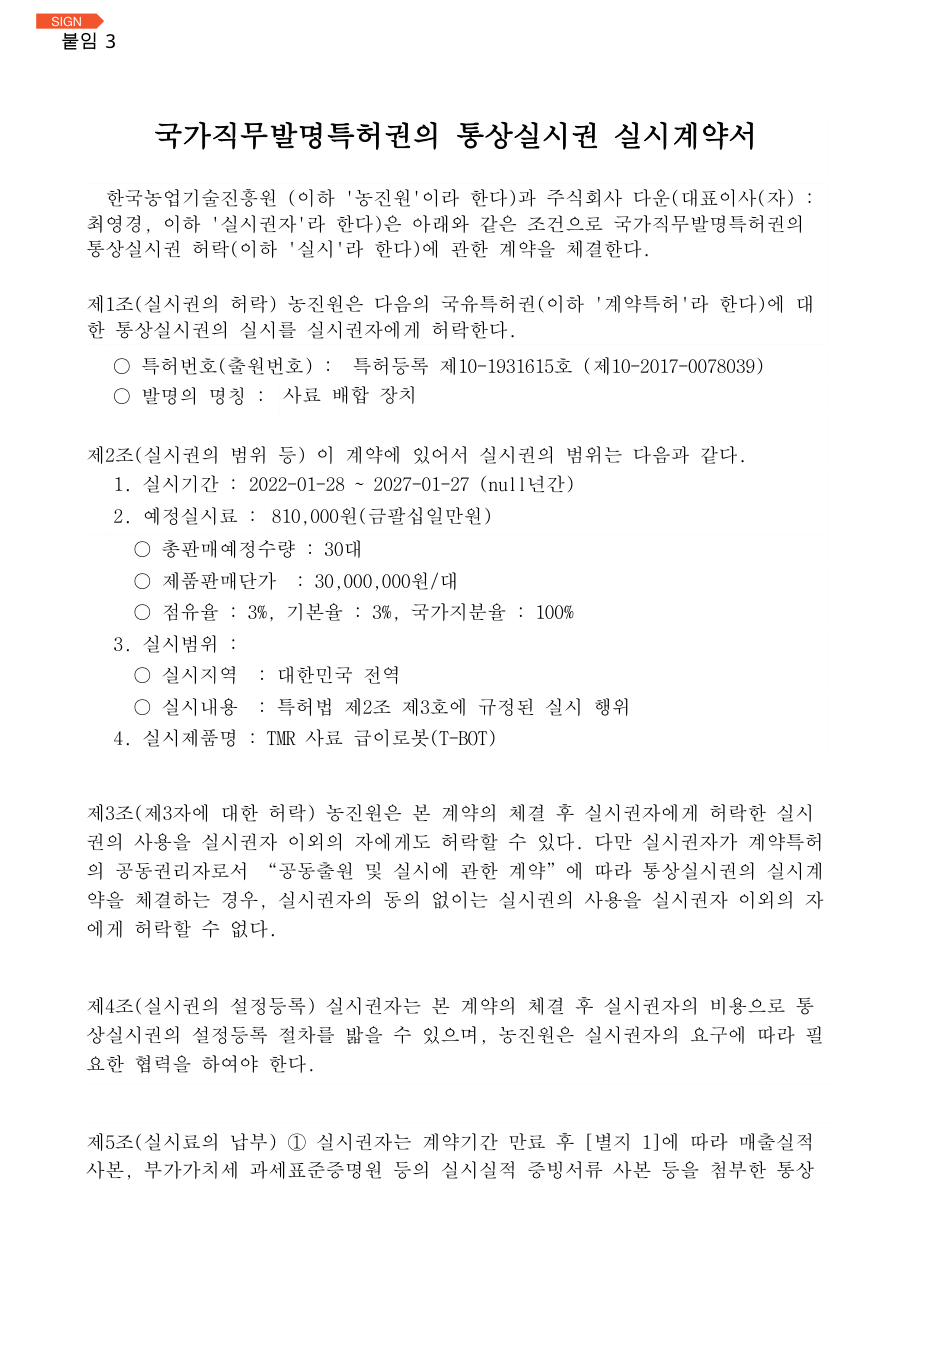 SIGN
붙임 3
국가직무발명특허권의 통상실시권 실시계약서
한국농업기술진흥원 (이하 '농진원'이라 한다)과 주식회사 다운(대표이사(자) :
최영경, 이하 '실시권자'라 한다)은 아래와 같은 조건으로 국가직무발명특허권의
통상실시권 허락(이하 '실시'라 한다)에 관한 계약을 체결한다.
제1조(실시권의 허락) 농진원은 다음의 국유특허권(이하 '계약특허'라 한다)에 대
한 통상실시권의 실시를 실시권자에게 허락한다.
○ 특허번호(출원번호) : 특허등록 제10-1931615호 (제10-2017-0078039)
○ 발명의 명칭 : 사료 배합 장치
제2조(실시권의 범위 등) 이 계약에 있어서 실시권의 범위는 다음과 같다.
1. 실시기간 : 2022-01-28 ~ 2027-01-27 (null년간)
2. 예정실시료 : 810,000원(금팔십일만원)
○ 총판매예정수량 : 30대
○ 제품판매단가 : 30,000,000원/대
○ 점유율 : 3%, 기본율 : 3%, 국가지분율 : 100%
3. 실시범위 :
○ 실시지역 : 대한민국 전역
○ 실시내용 : 특허법 제2조 제3호에 규정된 실시 행위
4. 실시제품명 : TMR 사료 급이로봇(T-BOT)
제3조(제3자에 대한 허락) 농진원은 본 계약의 체결 후 실시권자에게 허락한 실시
권의 사용을 실시권자 이외의 자에게도 허락할 수 있다. 다만 실시권자가 계약특허
의 공동권리자로서 “공동출원 및 실시에 관한 계약”에 따라 통상실시권의 실시계
약을 체결하는 경우, 실시권자의 동의 없이는 실시권의 사용을 실시권자 이외의 자
에게 허락할 수 없다.
제4조(실시권의 설정등록) 실시권자는 본 계약의 체결 후 실시권자의 비용으로 통
상실시권의 설정등록 절차를 밟을 수 있으며, 농진원은 실시권자의 요구에 따라 필
요한 협력을 하여야 한다.
제5조(실시료의 납부) ① 실시권자는 계약기간 만료 후 [별지 1]에 따라 매출실적
사본, 부가가치세 과세표준증명원 등의 실시실적 증빙서류 사본 등을 첨부한 통상